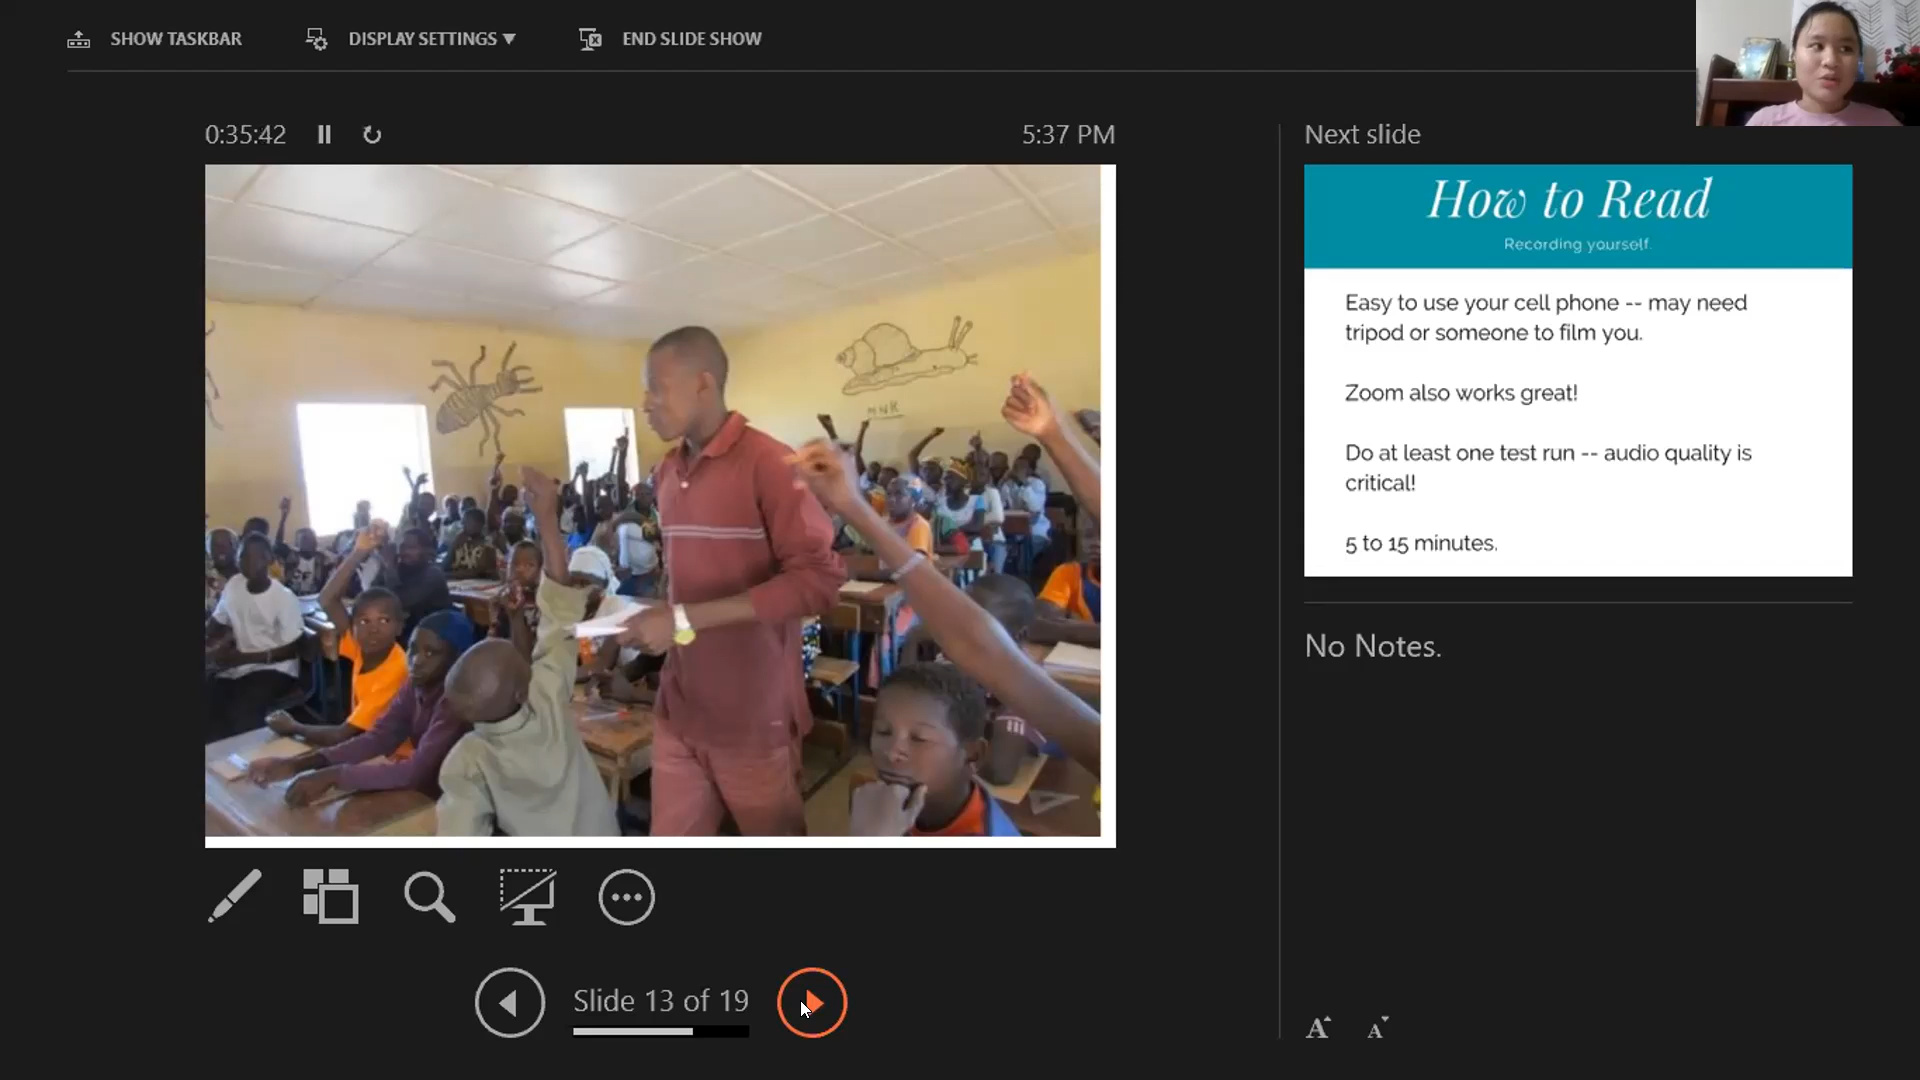 SHOW TASKBAR
DISPLAY SETTINGS
END SLIDE SHOW
0:35:42
5:37 PM
MNK
Slide 13 of 19
Next slide
How to Read
Recording yourself.
Easy to use your cell phone -- may need
tripod or someone to film you.
Zoom also works great!
Do at least one test run -- audio quality is
critical!
5 to 15 minutes.
No Notes.
A
A